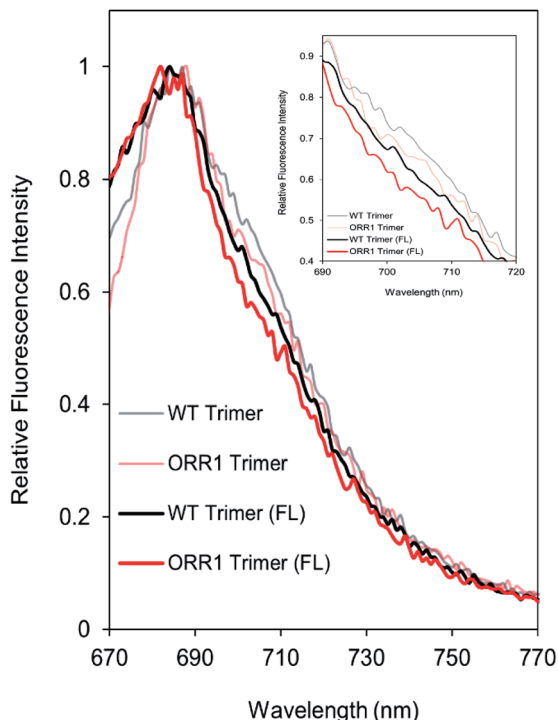 Relative Fluorescence Intensity
1
0.8
0.6
0.4
0.2
0
670
690
710
730
750
770
Wavelength (nm)
WT Trimer
ORR1 Trimer
WT Trimer (FL)
ORR1 Trimer (FL)
Relative Fluorescence Intensity
0.9
0.8
0.7
0.6
0.5
0.4
WT Trimer
ORR1 Trimer
WT Trimer (FL)
ORR1 Trimer (FL)
690
700
710
720
Wavelength (nm)